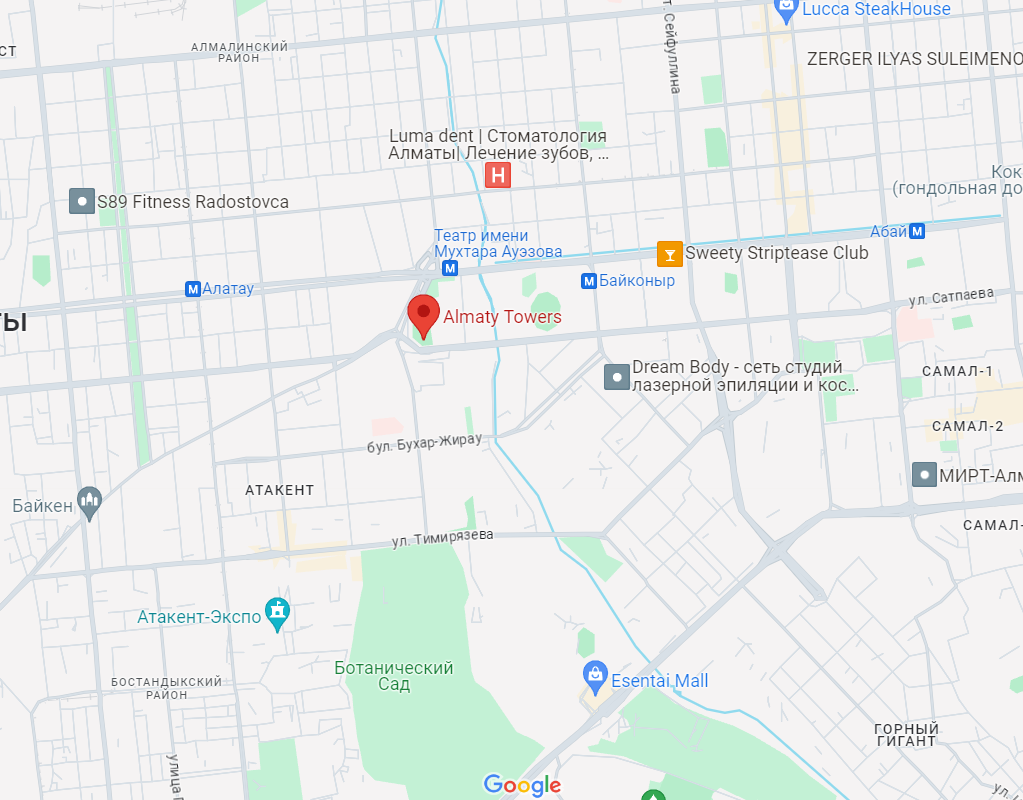 Lucca SteakHouse
СТ
АЛМАЛИНСКИЙ
РАЙОН
т. Сейфуллина
ZERGER ILYAS SULEIMENO
Luma dent | Стоматология
Алматы| Лечение зубов, ...
H
Кок
(гондольная до
S89 Fitness Radostovca
Театр имени
Мухтара Ауэзова
M
Абай M
Sweety Striptease Club
M Алатау
M Байконыр
ул. Сатпаева
ТЫ
Almaty Towers
Dream Body - сеть студий
лазерной эпиляции и кос...
САМАЛ-1
САМАЛ-2
бул. Бухар-Жирау
МИРТ-Алм
АТАКЕНТ
Байкен
САМАЛ-
ул. Тимирязева
Атакент-Экспо
Ботанический
Сад
Esentai Mall
БОСТАНДЫКСКИЙ
РАЙОН
ГОРНЫЙ
ГИГАНТ
улица
Google
ул.